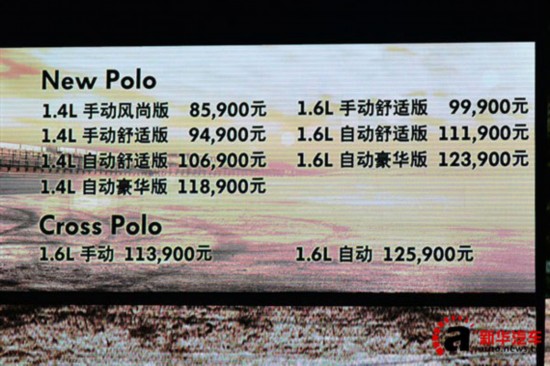 New Polo
1.4L 手动风尚版 85,900元 1.6L 手动舒适版 99,900元
1.4L 手动舒适版 94,900元 1.6L 自动舒适版 111,900元
1.4L 自动舒适版 106,900元 1.6L 自动豪华版 123,900元
1.4L 自动豪华版 118,900元
Cross Polo
1.6L 手动 113,900元 1.6L 自动 125,900元
新华汽车